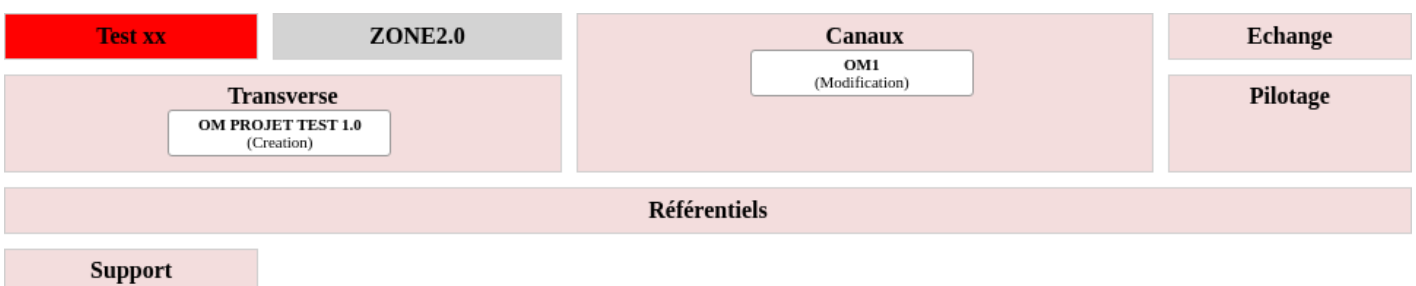 Test xx
ZONE2.0
Canaux
OM1
(Modification)
Echange
Transverse
OM PROJET TEST 1.0
(Creation)
Pilotage
Référentiels
Support